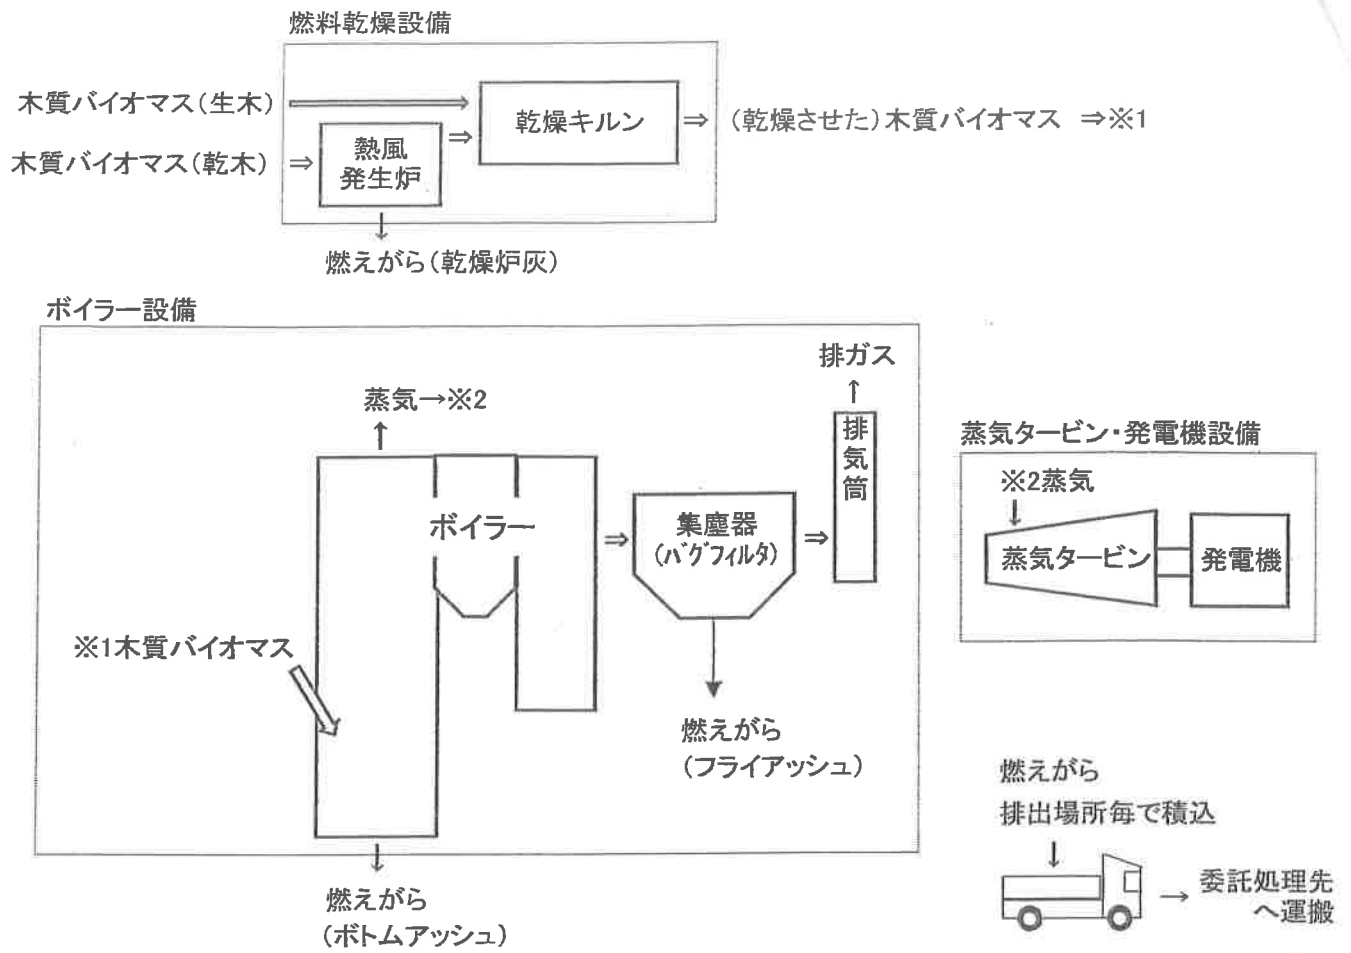 燃料乾燥設備
木質バイオマス(生木)
乾燥キルン
⇒
(乾燥させた)木質バイオマス ⇒※1
木質バイオマス(乾木)
⇒
熱風
発生炉
⇒
燃えがら(乾燥炉灰)
ボイラー設備
排ガス
蒸気→※2
排
気
筒
ボイラー
⇒
集塵器
(バグフィルタ)
⇒
※1木質バイオマス
燃えがら
(フライアッシュ)
燃えがら
(ボトムアッシュ)
蒸気タービン・発電機設備
※2蒸気
蒸気タービン
発電機
燃えがら
排出場所毎で積込
→
委託処理先
へ運搬